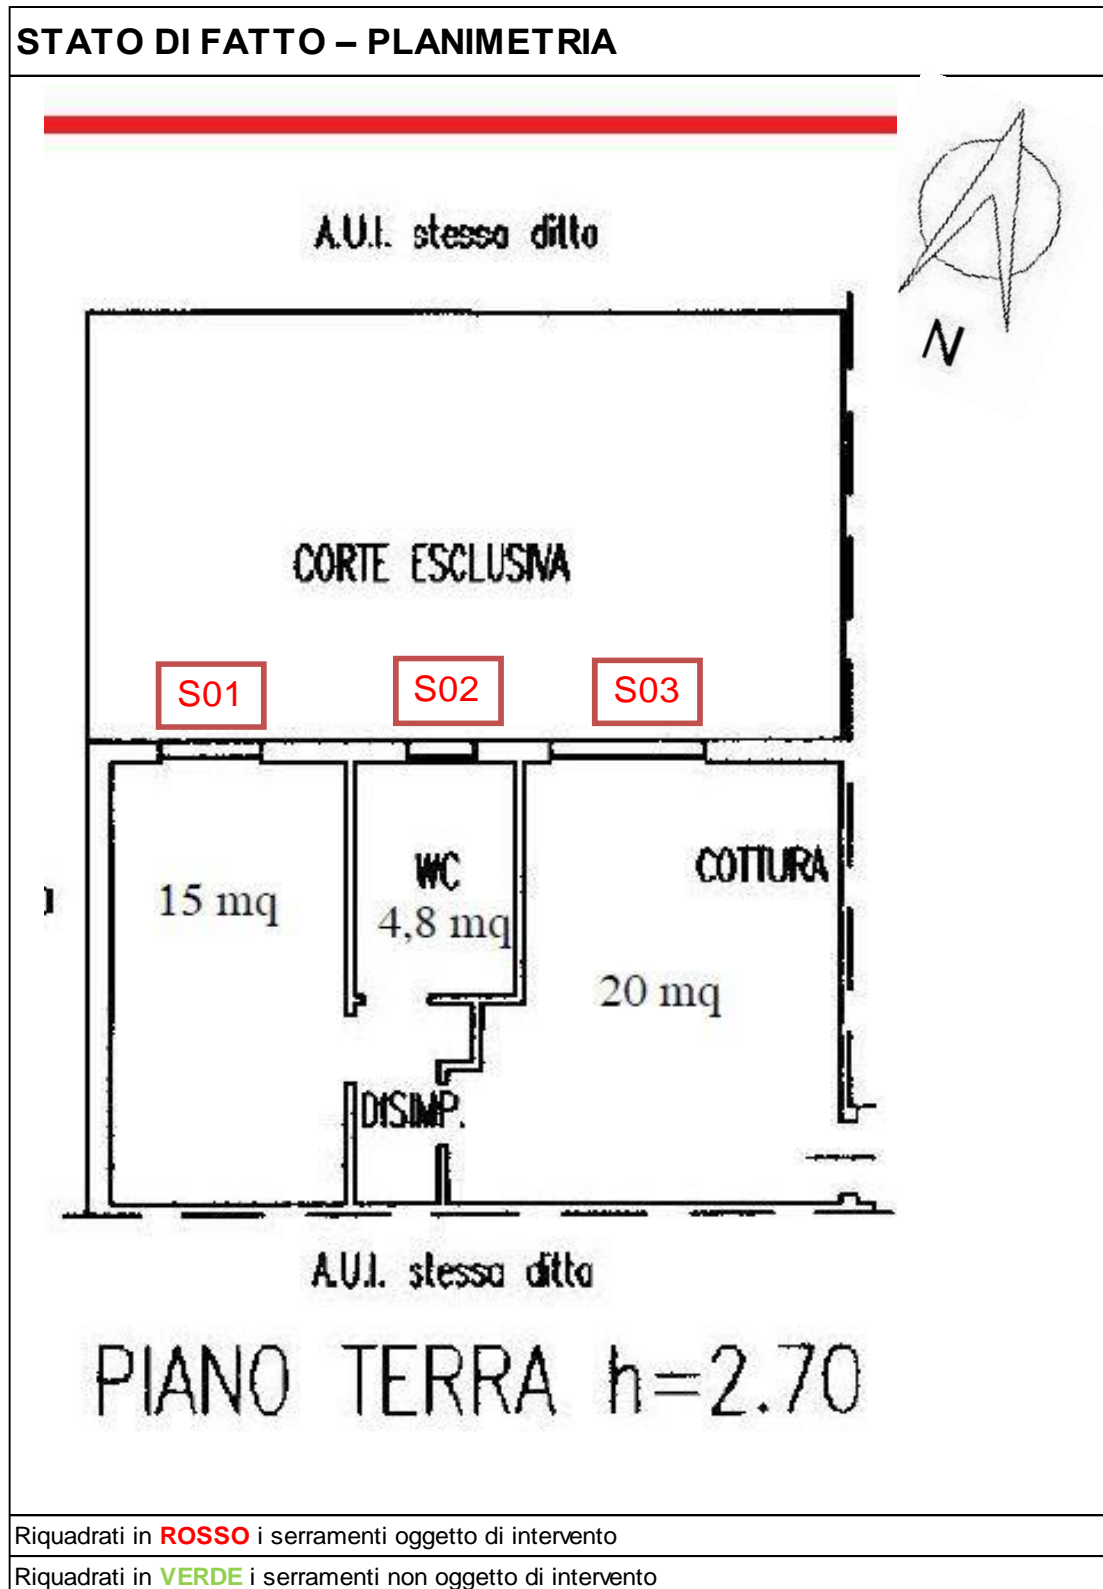 STATO DI FATTO – PLANIMETRIA
A.U.I. stessa ditta
N
CORTE ESCLUSIVA
S01
S02
S03
WC
COTTURA
15 mq
4,8 mq
20 mq
DISIMP.
A.U.I. stessa ditta
PIANO TERRA h=2.70
Riquadrati in ROSSO i serramenti oggetto di intervento
Riquadrati in VERDE i serramenti non oggetto di intervento